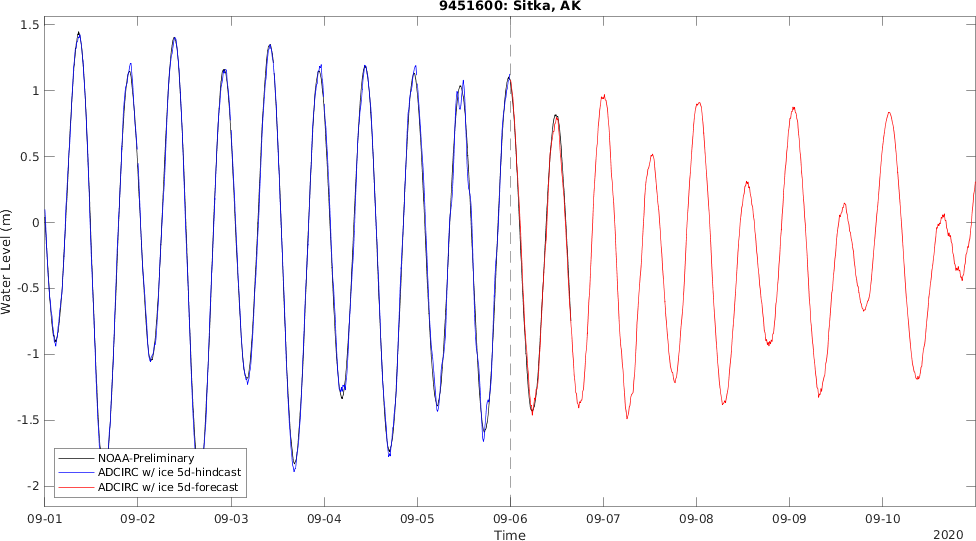 9451600: Sitka, AK
1.5
1
0.5
0
-0.5
-1
-1.5
-2
Water Level (m)
NOAA-Preliminary
ADCIRC w/ ice 5d-hindcast
ADCIRC w/ ice 5d-forecast
09-01 09-02 09-03 09-04 09-05 09-06 09-07 09-08 09-09 09-10
Time
2020